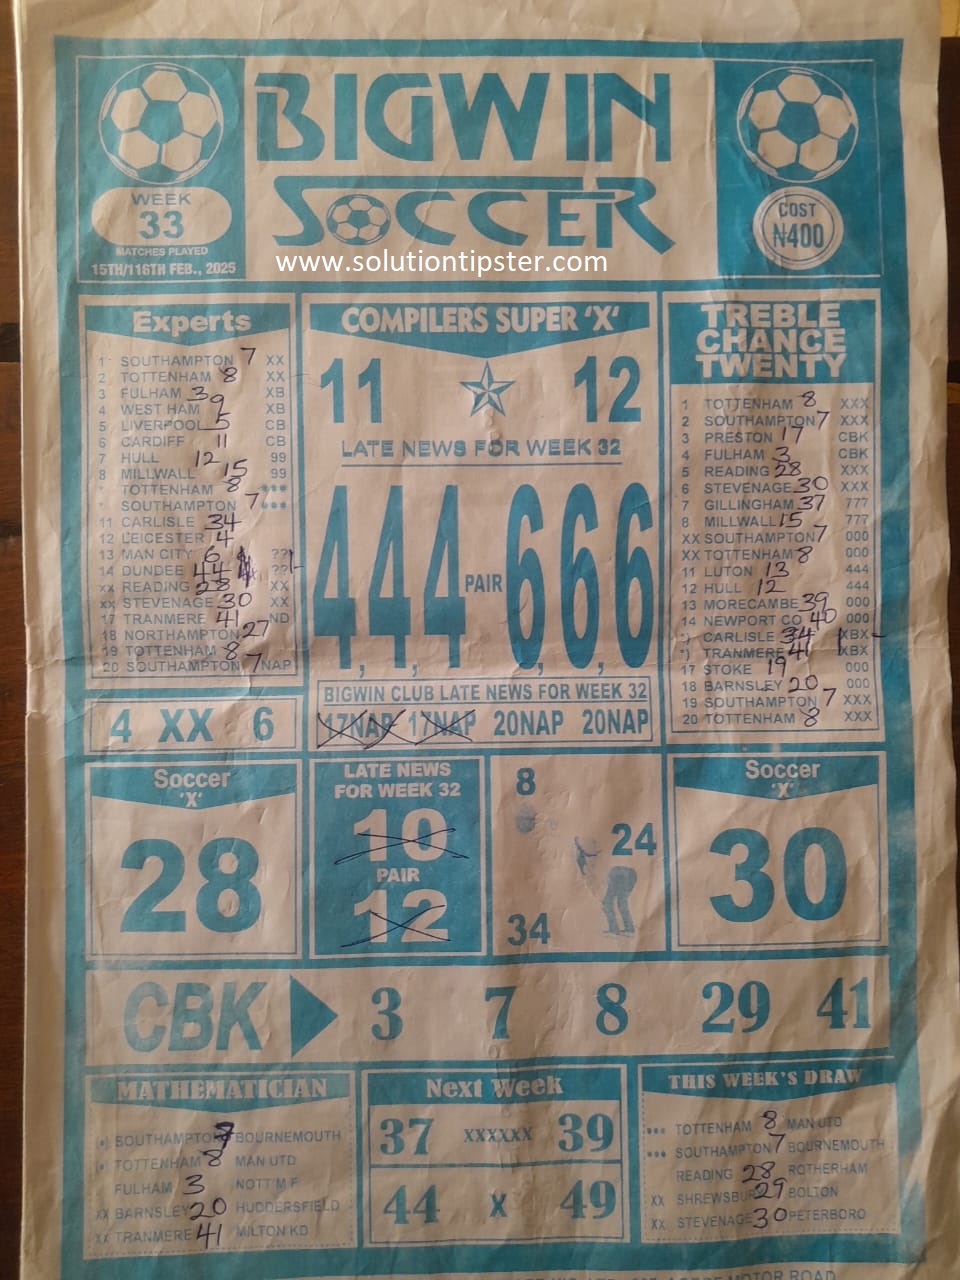 BIGWIN
SOCCER
WEEK
33
MATCHES PLAYED
15TH/116TH FEB., 2025
COST
₦400
www.solutiontipster.com
Experts
1 SOUTHAMPTON 7 XX
2 TOTTENHAM 8 XX
3 FULHAM 3 XB
4 WEST HAM 9 XB
5 LIVERPOOL 5 CB
6 CARDIFF 11 CB
7 HULL 12 99
8 MILLWALL 15 99
* TOTTENHAM 8 ***
* SOUTHAMPTON 7 ***
11 CARLISLE 34
12 LEICESTER 4
13 MAN CITY 6 ??
14 DUNDEE 44 ??
xx READING 28 XX
xx STEVENAGE 30 XX
17 TRANMERE 41 ND
18 NORTHAMPTON 27
19 TOTTENHAM 8
20 SOUTHAMPTON 7 7NAP
4 XX 6
COMPILERS SUPER 'X'
11 12
LATE NEWS FOR WEEK 32
4,4,4 PAIR 6,6,6
BIGWIN CLUB LATE NEWS FOR WEEK 32
17NAP 17NAP 20NAP 20NAP
TREBLE
CHANCE
TWENTY
1 TOTTENHAM 8 XXX
2 SOUTHAMPTON 7 XXX
3 PRESTON 17 CBK
4 FULHAM 3 CBK
5 READING 28 XXX
6 STEVENAGE 30 XXX
7 GILLINGHAM 37 777
8 MILLWALL 15 777
XX SOUTHAMPTON 7 000
XX TOTTENHAM 8 000
11 LUTON 13 444
12 HULL 12 444
13 MORECAMBE 39 000
14 NEWPORT CO 40 000
*) CARLISLE 34 XBX
*) TRANMERE 41 XBX
17 STOKE 19 000
18 BARNSLEY 20 000
19 SOUTHAMPTON 7 XXX
20 TOTTENHAM 8 XXX
Soccer
'X'
28
LATE NEWS
FOR WEEK 32
10
PAIR
12
8
24
34
Soccer
'X'
30
CBK 3 7 8 29 41
MATHEMATICIAN
(*) SOUTHAMPTON 7 BOURNEMOUTH
(*) TOTTENHAM 8 MAN UTD
FULHAM 3 NOTT'M F
XX BARNSLEY 20 HUDDERSFIELD
XX TRANMERE 41 MILTON KD
Next Week
37 XXXXXX 39
44 X 49
THIS WEEK'S DRAW
*** TOTTENHAM 8 MAN UTD
*** SOUTHAMPTON 7 BOURNEMOUTH
READING 28 ROTHERHAM
XX SHREWSBURY 29 BOLTON
XX STEVENAGE 30 PETERBORO
MOTOR ROAD